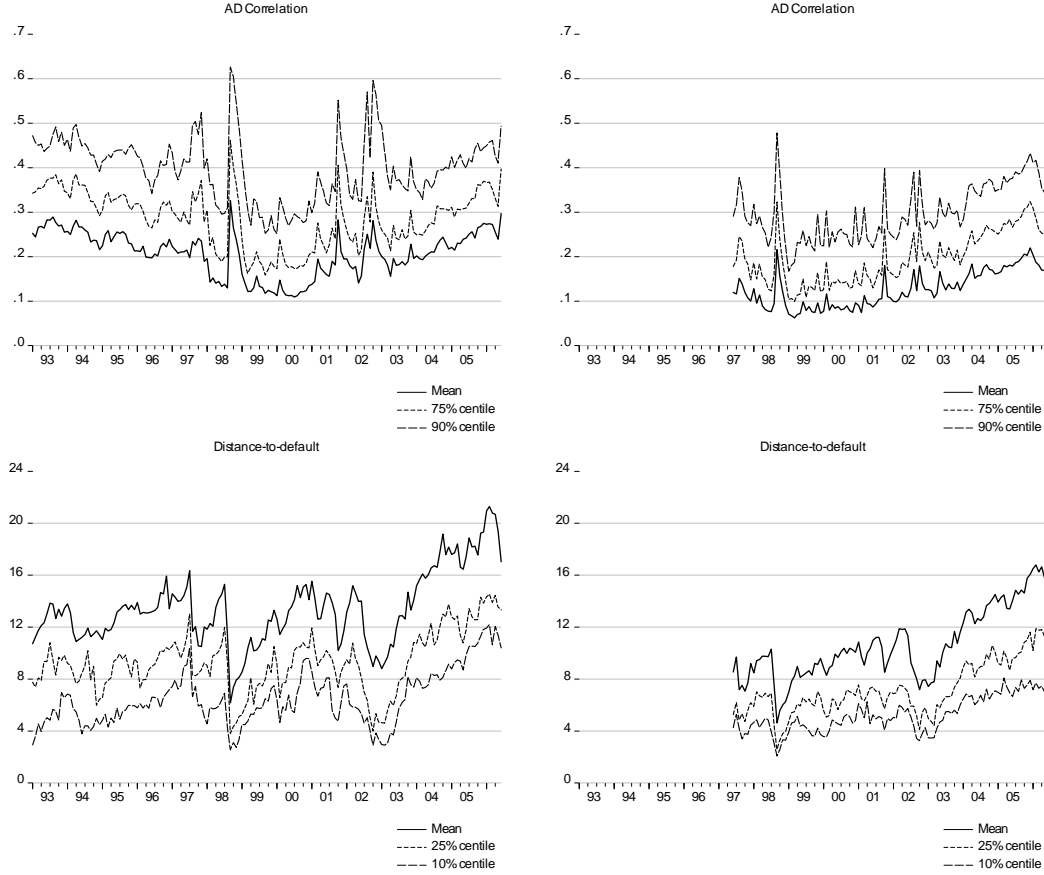 AD Correlation
.7
.6
.5
.4
.3
.2
.1
.0
93 94 95 96 97 98 99 00 01 02 03 04 05
Mean
75% centile
90% centile
AD Correlation
.7
.6
.5
.4
.3
.2
.1
.0
93 94 95 96 97 98 99 00 01 02 03 04 05
Mean
75% centile
90% centile
Distance-to-default
24
20
16
12
8
4
0
93 94 95 96 97 98 99 00 01 02 03 04 05
Mean
25% centile
10% centile
Distance-to-default
24
20
16
12
8
4
0
93 94 95 96 97 98 99 00 01 02 03 04 05
Mean
25% centile
10% centile